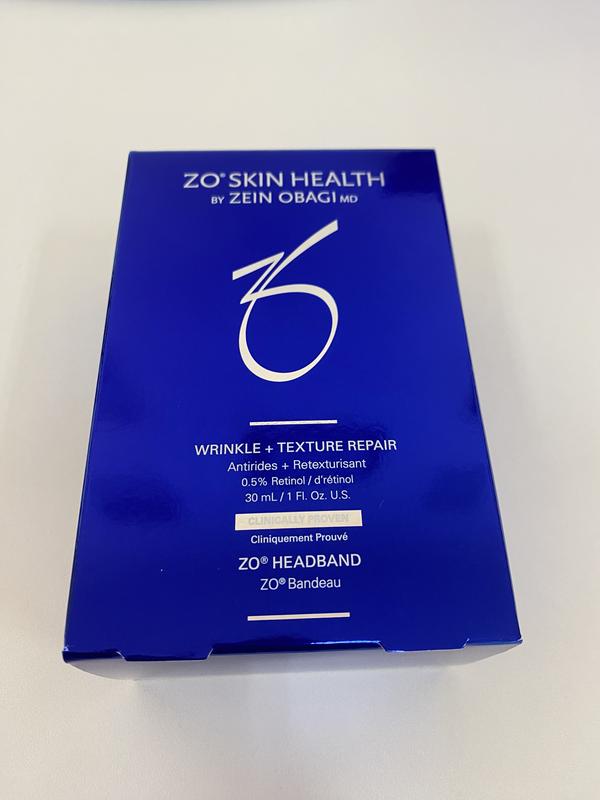 ZO® SKIN HEALTH
BY ZEIN OBAGI MD
WRINKLE + TEXTURE REPAIR
Antirides + Retexturisant
0.5% Retinol / d'rétinol
30 mL / 1 Fl. Oz. U.S.
CLINICALLY PROVEN
Cliniquement Prouvé
ZO® HEADBAND
ZO® Bandeau